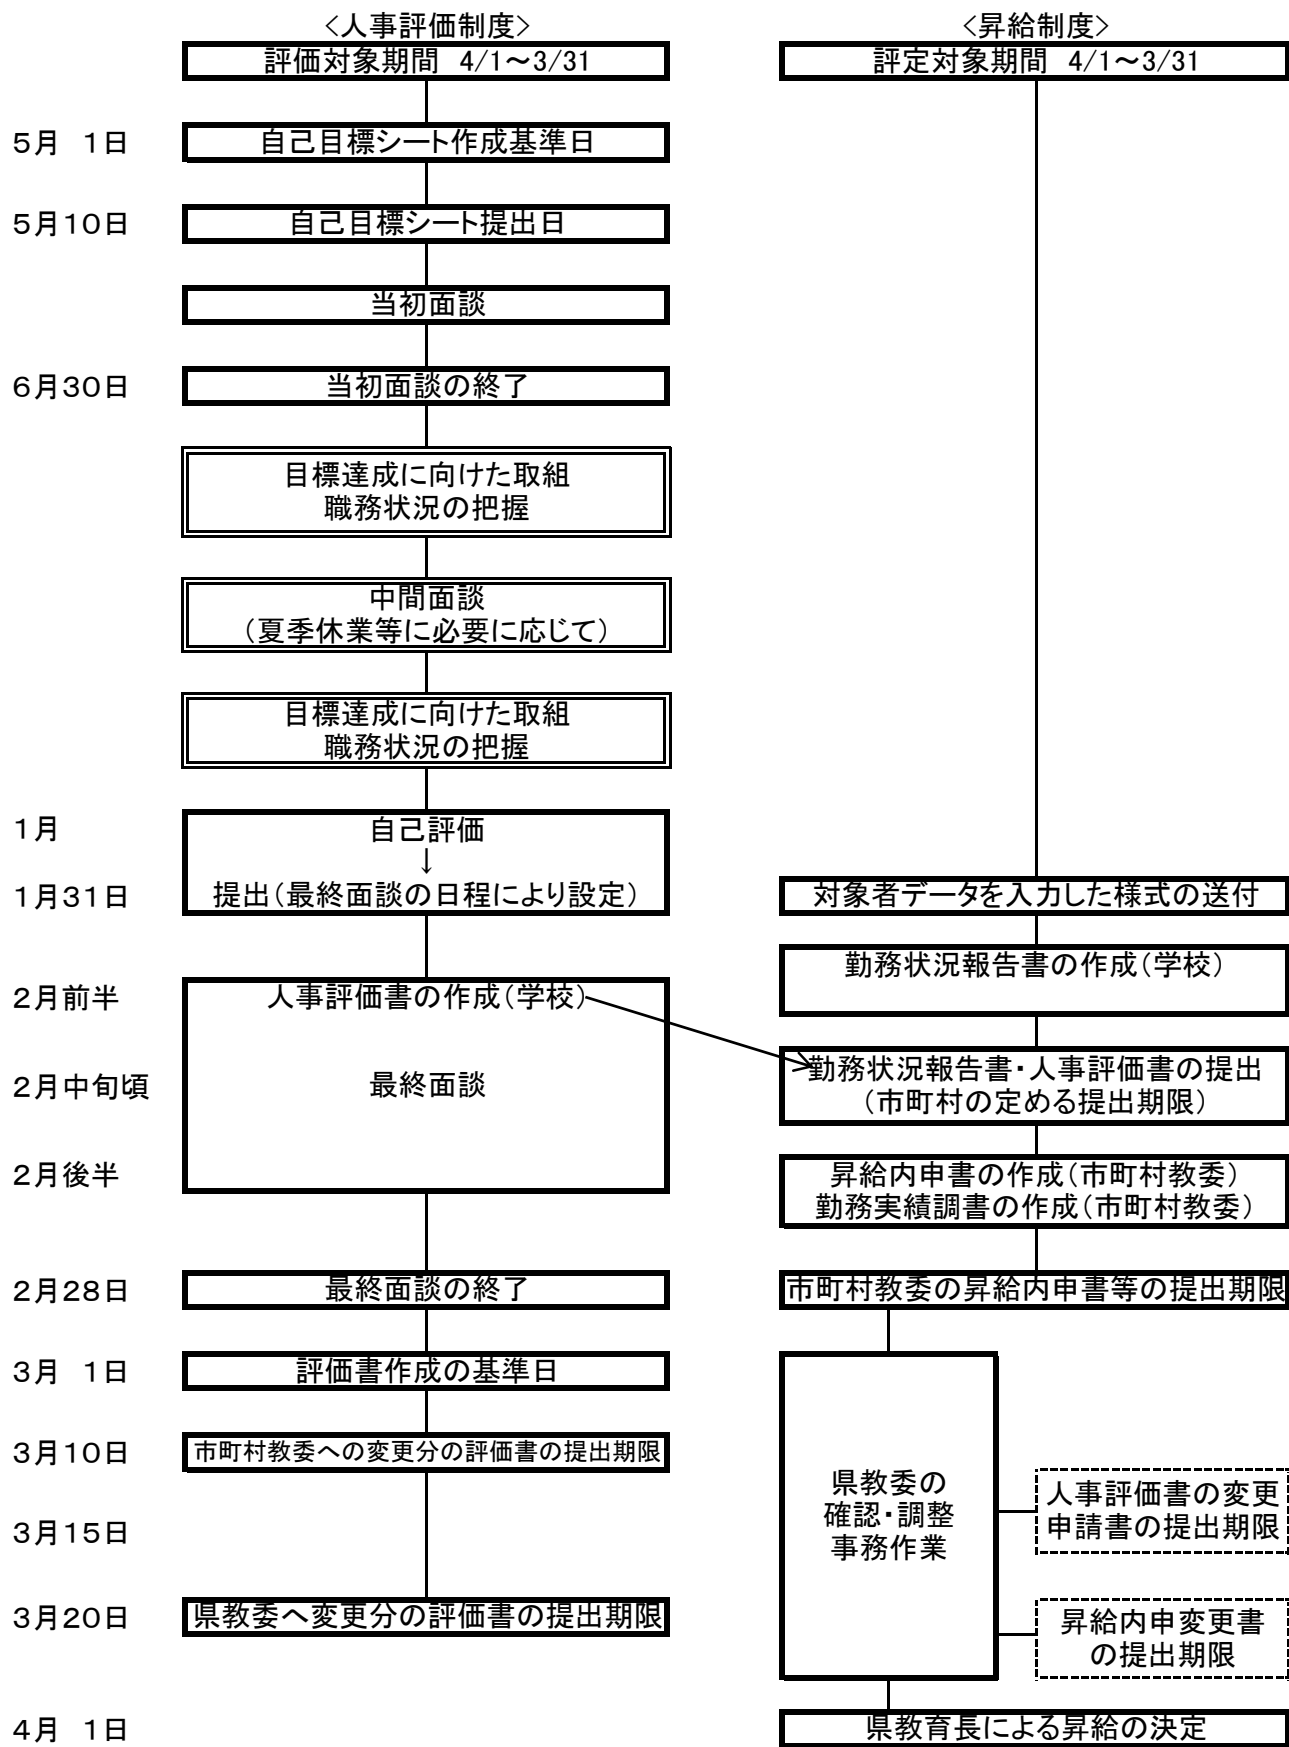 ＜人事評価制度＞
＜昇給制度＞
評価対象期間　4/1～3/31
評定対象期間　4/1～3/31
５月　１日
自己目標シート作成基準日
５月１０日
自己目標シート提出日
当初面談
６月３０日
当初面談の終了
目標達成に向けた取組
職務状況の把握
中間面談
（夏季休業等に必要に応じて）
目標達成に向けた取組
職務状況の把握
１月
自己評価
↓
１月３１日
提出（最終面談の日程により設定）
対象者データを入力した様式の送付
勤務状況報告書の作成（学校）
２月前半
人事評価書の作成（学校）
２月中旬頃
最終面談
勤務状況報告書・人事評価書の提出
（市町村の定める提出期限）
２月後半
昇給内申書の作成（市町村教委）
勤務実績調書の作成（市町村教委）
２月２８日
最終面談の終了
市町村教委の昇給内申書等の提出期限
３月　１日
評価書作成の基準日
３月１０日
市町村教委への変更分の評価書の提出期限
県教委の
確認・調整
事務作業
人事評価書の変更
申請書の提出期限
３月１５日
３月２０日
県教委へ変更分の評価書の提出期限
昇給内申変更書
の提出期限
４月　１日
県教育長による昇給の決定